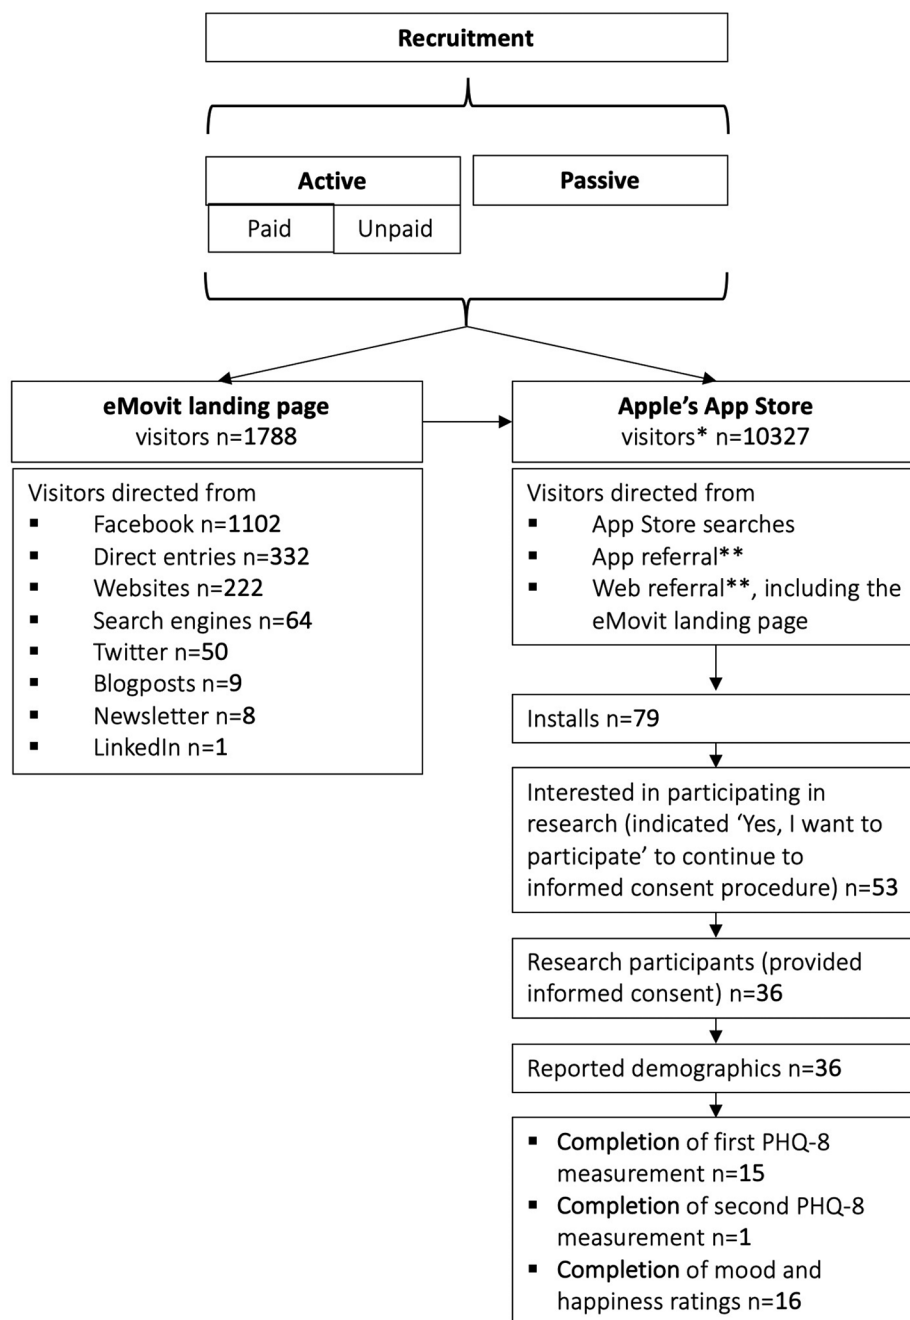 Recruitment
Active
Passive
Paid
Unpaid
eMovit landing page
visitors n=1788
Apple's App Store
visitors* n=10327
Visitors directed from
▪ Facebook n=1102
▪ Direct entries n=332
▪ Websites n=222
▪ Search engines n=64
▪ Twitter n=50
▪ Blogposts n=9
▪ Newsletter n=8
▪ LinkedIn n=1
Visitors directed from
▪ App Store searches
▪ App referral**
▪ Web referral**, including the
eMovit landing page
Installs n=79
Interested in participating in
research (indicated ‘Yes, I want to
participate’ to continue to
informed consent procedure) n=53
Research participants (provided
informed consent) n=36
Reported demographics n=36
▪ Completion of first PHQ-8
measurement n=15
▪ Completion of second PHQ-8
measurement n=1
▪ Completion of mood and
happiness ratings n=16